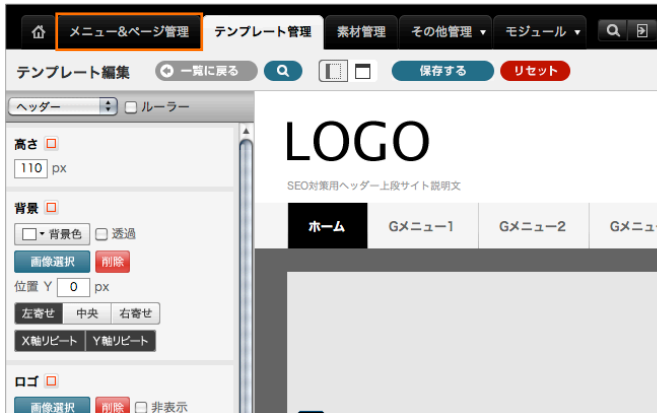 メニュー&ページ管理 テンプレート管理 素材管理 その他管理 ▼ モジュール ▼
テンプレート編集 一覧に戻る 保存する リセット
ヘッダー ルーラー
高さ
110 px
背景
背景色 透過
画像選択 削除
位置 Y 0 px
左寄せ 中央 右寄せ
X軸リピート Y軸リピート
ロゴ
画像選択 削除 非表示
LOGO
SEO対策用ヘッダー上段サイト説明文
ホーム Gメニュー1 Gメニュー2 Gメニュ